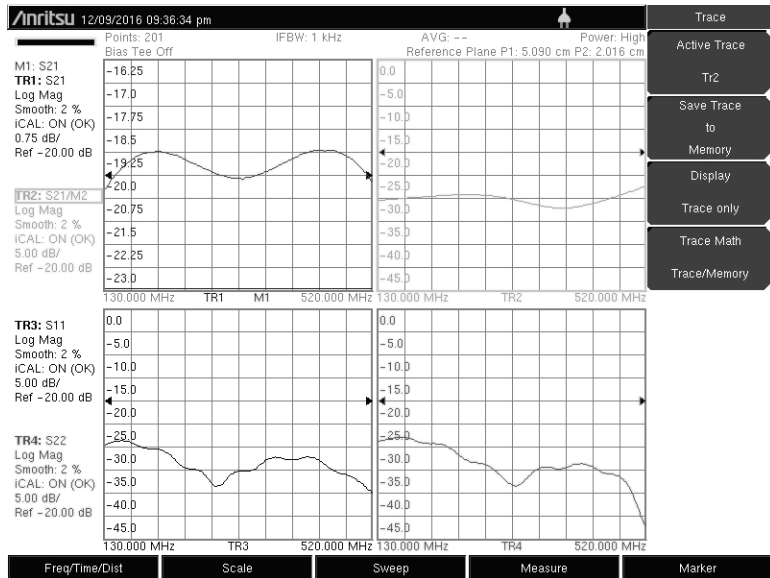 /Inritsu 12/09/2016 09:36:34 pm
Trace
Points: 201 IFBW: 1 kHz AVG: -- Power: High
Bias Tee Off Reference Plane P1: 5.090 cm P2: 2.016 cm
M1: S21
TR1: S21
Log Mag
Smooth: 2 %
iCAL: ON (OK)
0.75 dB/
Ref -20.00 dB
TR2: S21/M2
Log Mag
Smooth: 2 %
iCAL: ON (OK)
5.00 dB/
Ref -20.00 dB
-16.25
-17.0
-17.75
-18.5
-19.25
-20.0
-20.75
-21.5
-22.25
-23.0
130.000 MHz TR1 M1 520.000 MHz
0.0
-5.0
-10.0
-15.0
-20.0
-25.0
-30.0
-35.0
-40.0
-45.0
130.000 MHz TR2 520.000 MHz
TR3: S11
Log Mag
Smooth: 2 %
iCAL: ON (OK)
5.00 dB/
Ref -20.00 dB
TR4: S22
Log Mag
Smooth: 2 %
iCAL: ON (OK)
5.00 dB/
Ref -20.00 dB
0.0
-5.0
-10.0
-15.0
-20.0
-25.0
-30.0
-35.0
-40.0
-45.0
130.000 MHz TR3 520.000 MHz
0.0
-5.0
-10.0
-15.0
-20.0
-25.0
-30.0
-35.0
-40.0
-45.0
130.000 MHz TR4 520.000 MHz
Active Trace
Tr2
Save Trace
to
Memory
Display
Trace only
Trace Math
Trace/Memory
Freq/Time/Dist Scale Sweep Measure Marker